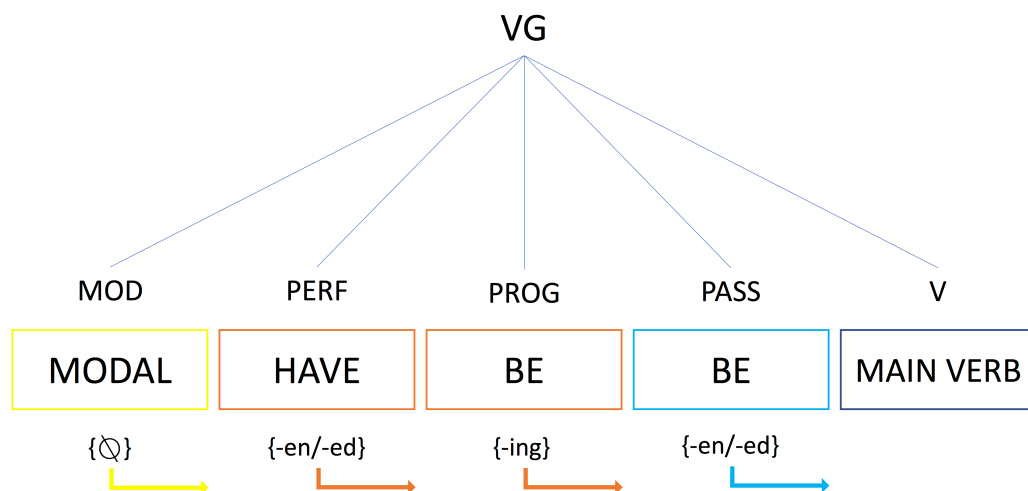 VG
MOD PERF PROG PASS V
MODAL HAVE BE BE MAIN VERB
{∅} {-en/-ed} {-ing} {-en/-ed}